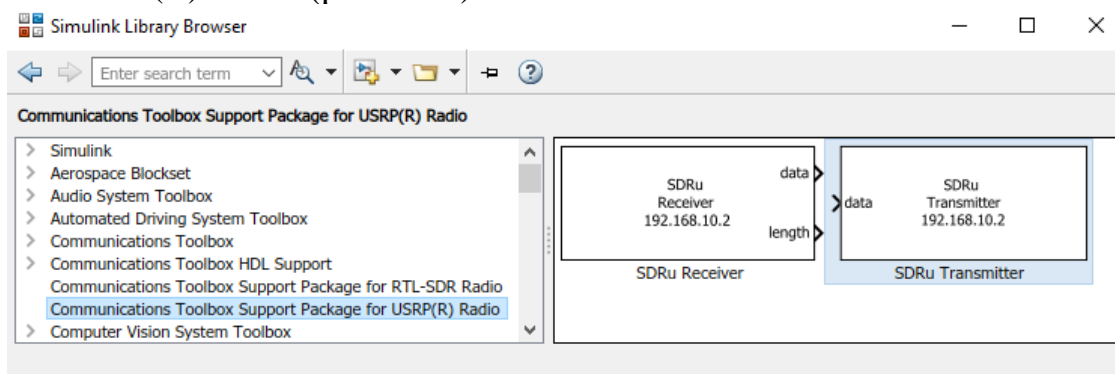 Simulink Library Browser
Enter search term
Communications Toolbox Support Package for USRP(R) Radio
Simulink
Aerospace Blockset
Audio System Toolbox
Automated Driving System Toolbox
Communications Toolbox
Communications Toolbox HDL Support
Communications Toolbox Support Package for RTL-SDR Radio
Communications Toolbox Support Package for USRP(R) Radio
Computer Vision System Toolbox
SDRu
Receiver
192.168.10.2
data
length
SDRu Receiver
data
SDRu
Transmitter
192.168.10.2
SDRu Transmitter